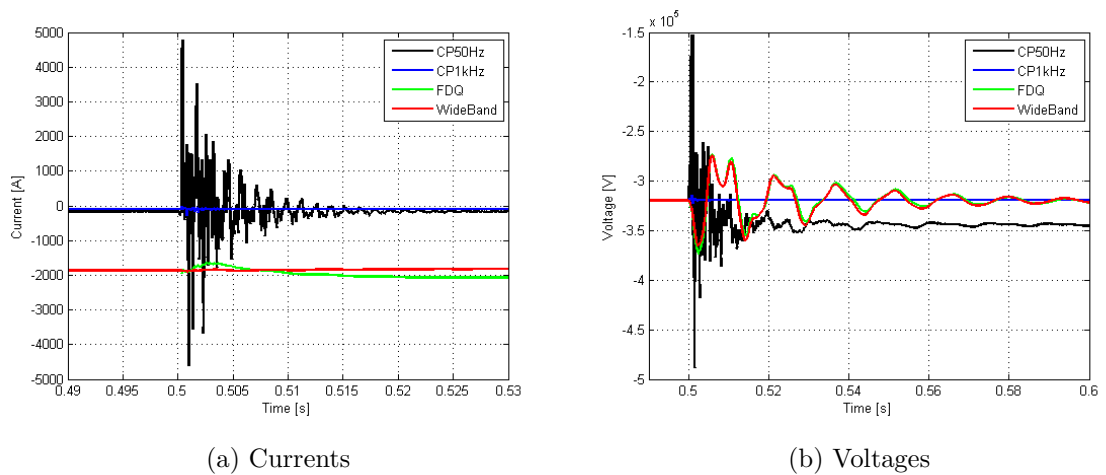 5000
4000
3000
2000
1000
0
-1000
-2000
-3000
-4000
-5000
0.49
0.495
0.5
0.505
0.51
0.515
0.52
0.525
0.53
Current [A]
Time [s]
CP50Hz
CP1kHz
FDQ
WideBand
(a) Currents
x 10⁵
-1.5
-2
-2.5
-3
-3.5
-4
-4.5
-5
0.5
0.52
0.54
0.56
0.58
0.6
Voltage [V]
Time [s]
CP50Hz
CP1kHz
FDQ
WideBand
(b) Voltages